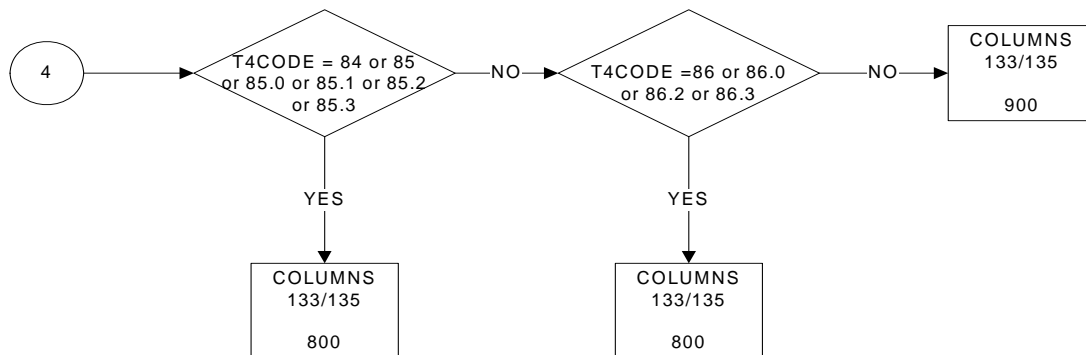 4
T4CODE = 84 or 85
or 85.0 or 85.1 or 85.2
or 85.3
NO
T4CODE =86 or 86.0
or 86.2 or 86.3
NO
COLUMNS
133/135
900
YES
YES
COLUMNS
133/135
800
COLUMNS
133/135
800